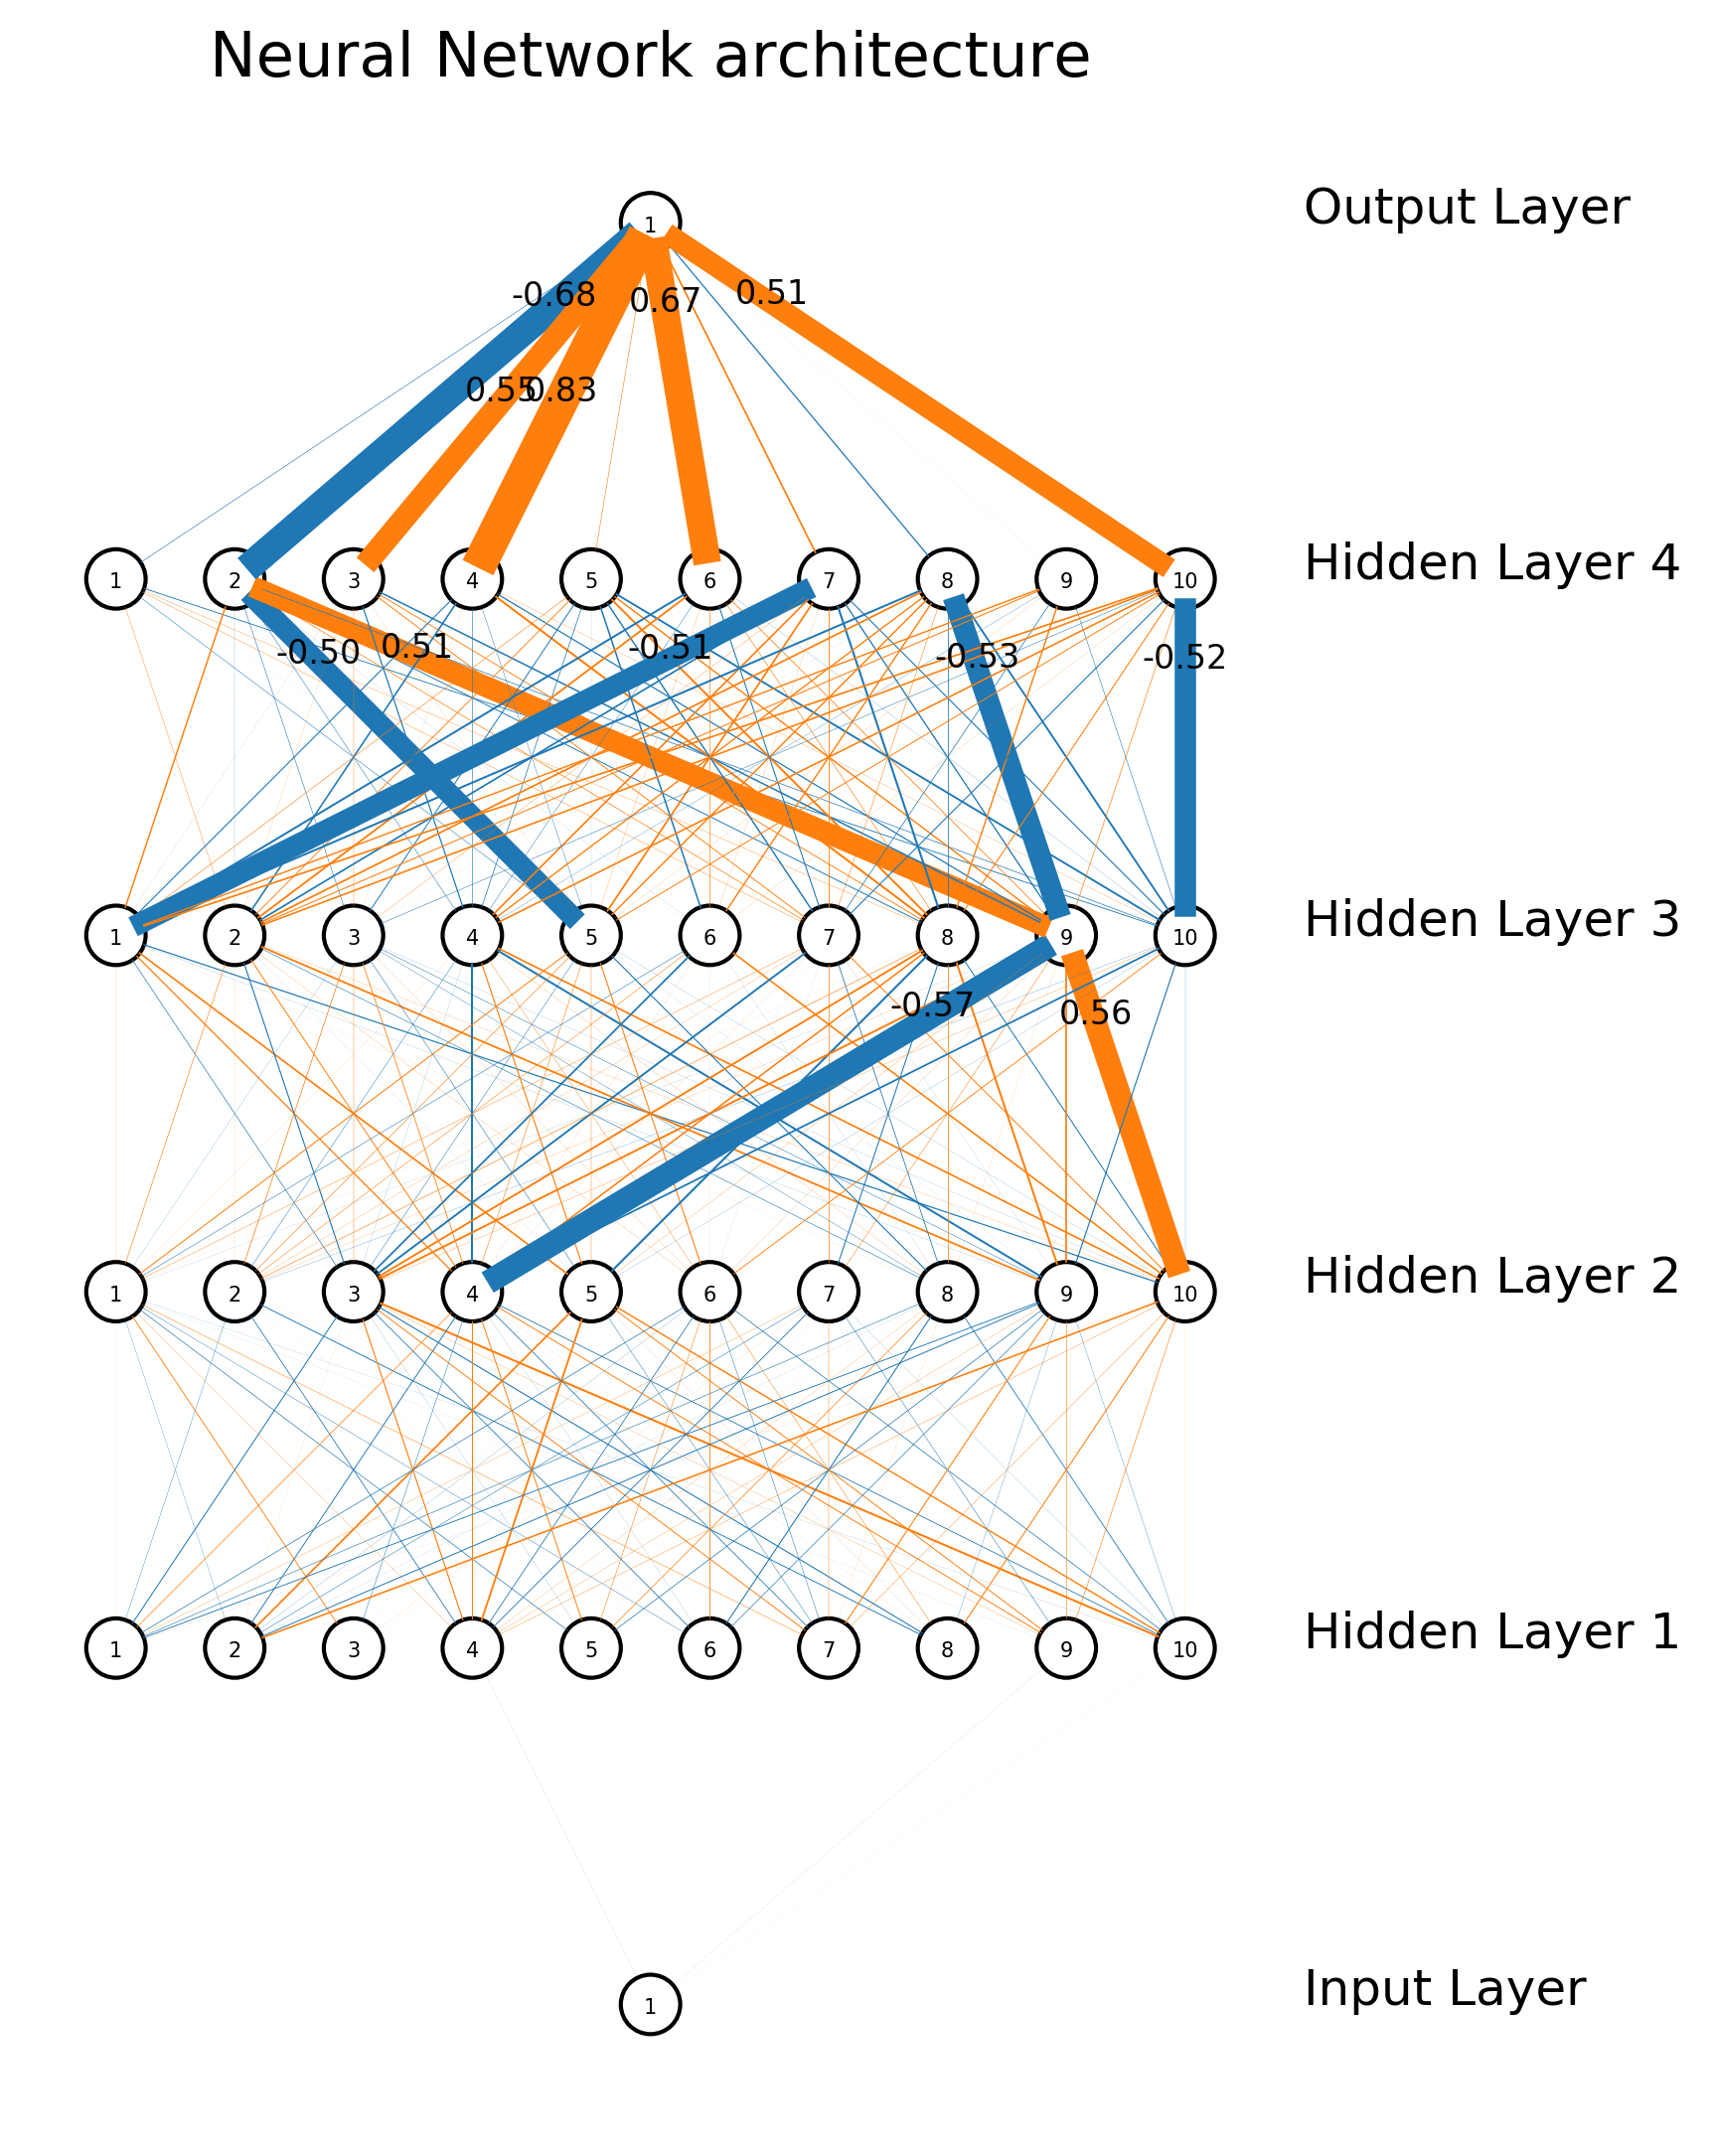 Neural Network architecture
1
Output Layer
-0.68 0.67 0.51
0.55 0.83
1 2 3 4 5 6 7 8 9 10
Hidden Layer 4
-0.50 0.51 -0.51 -0.53 -0.52
1 2 3 4 5 6 7 8 9 10
Hidden Layer 3
-0.57 0.56
1 2 3 4 5 6 7 8 9 10
Hidden Layer 2
1 2 3 4 5 6 7 8 9 10
Hidden Layer 1
1
Input Layer